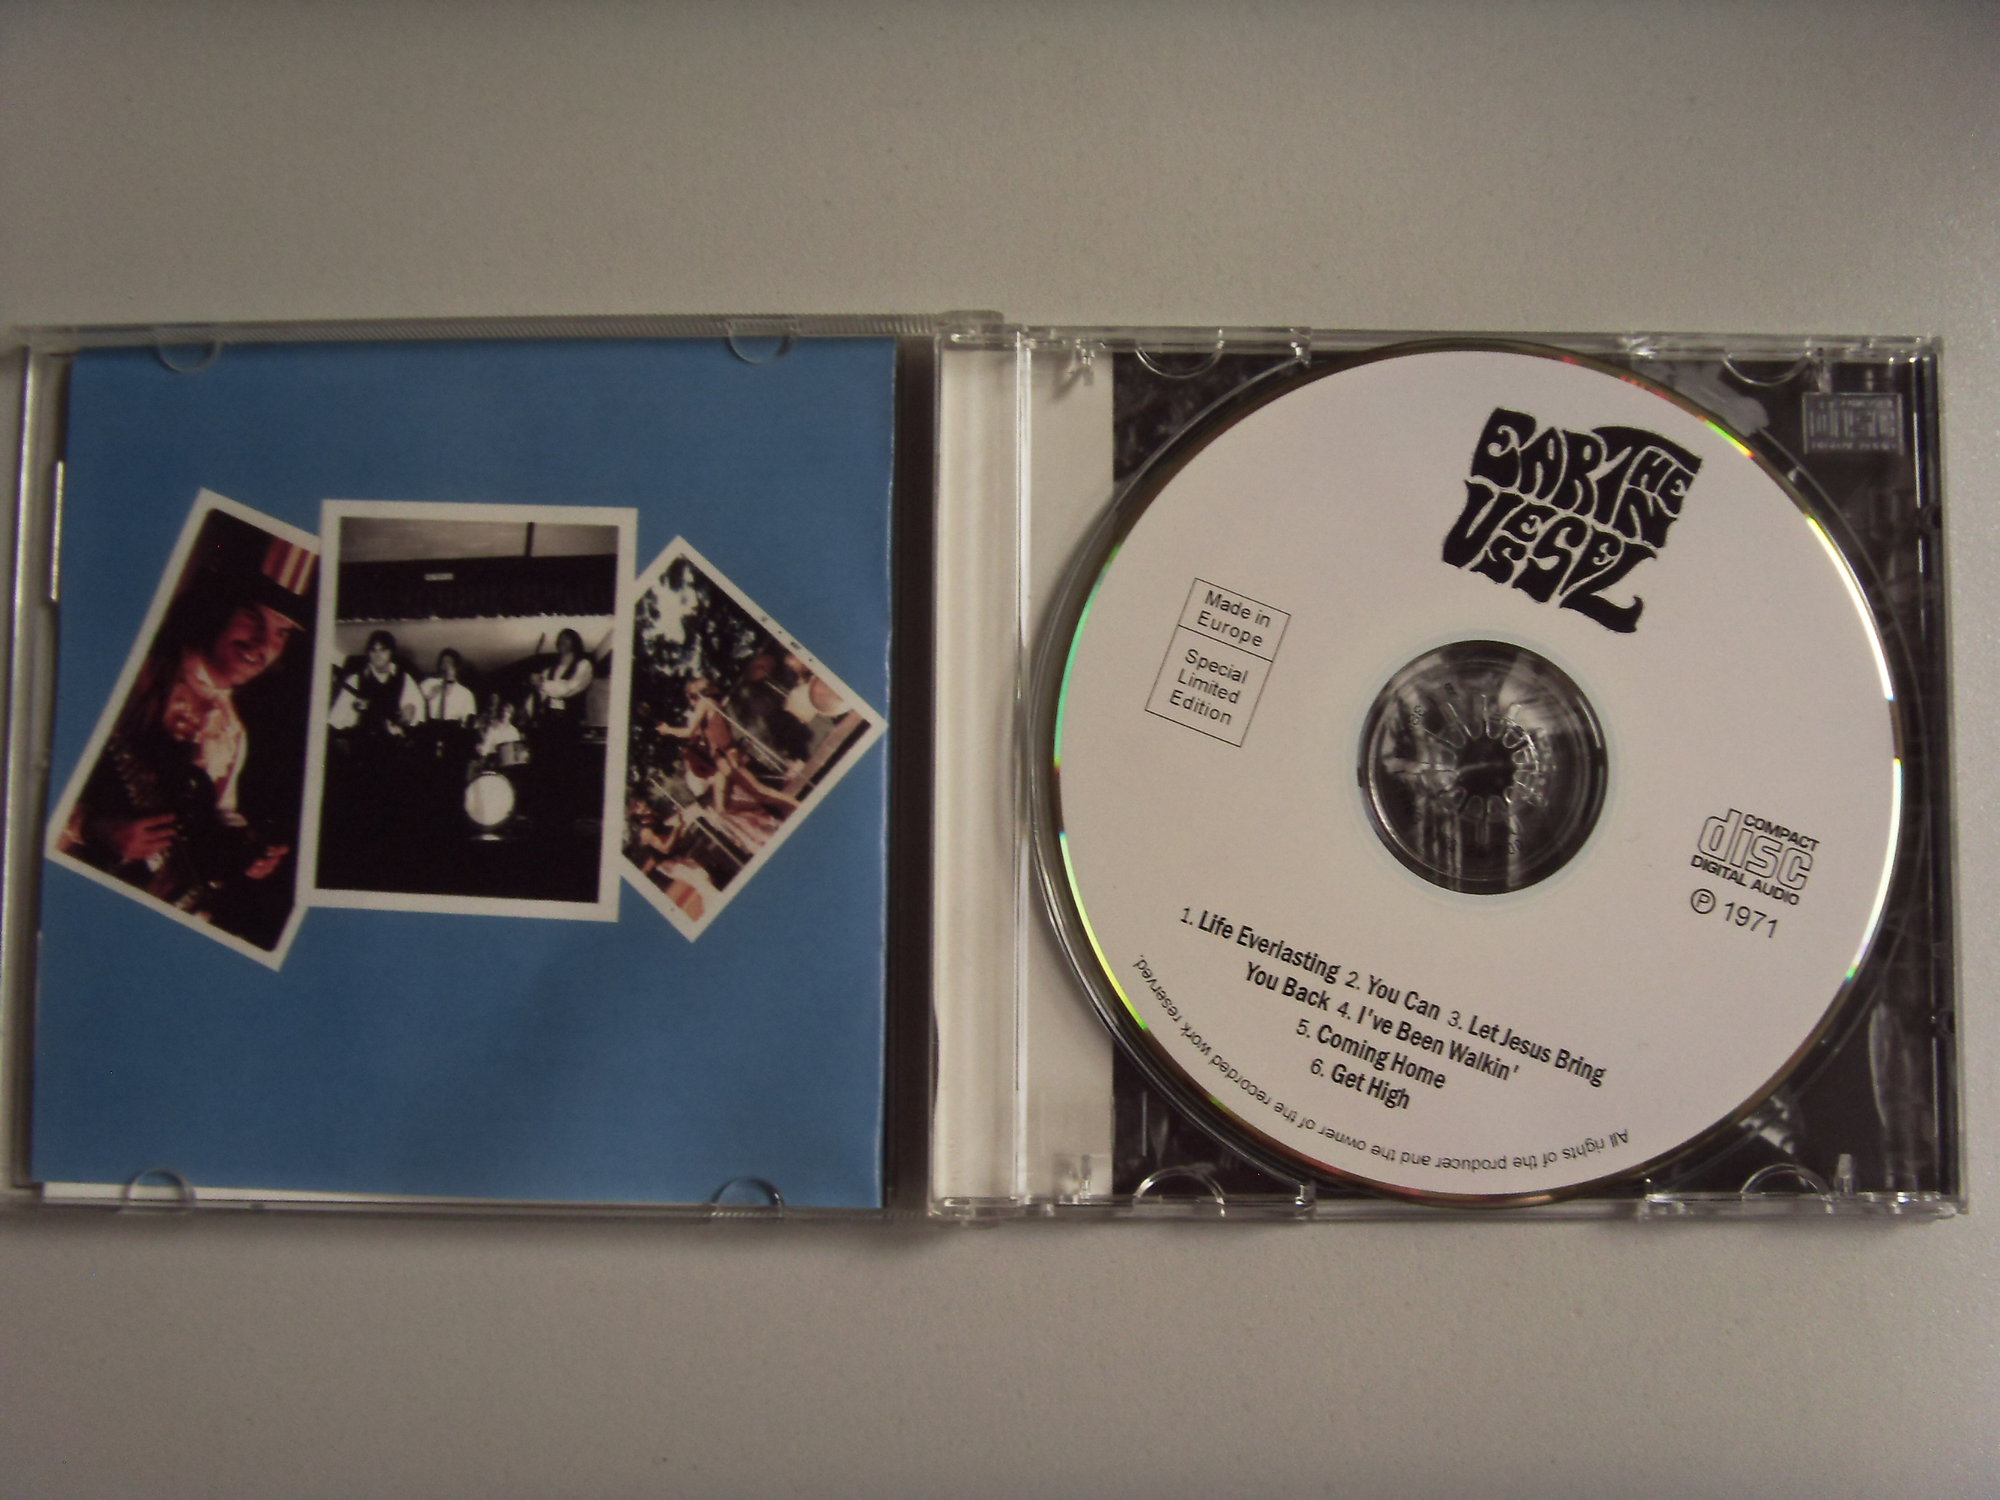 THE
EARTHEN
VESSEL
Made in
Europe
Special
Limited
Edition
COMPACT
disc
DIGITAL AUDIO
℗ 1971
1. Life Everlasting 2. You Can 3. Let Jesus Bring
You Back 4. I've Been Walkin'
5. Coming Home
6. Get High
All rights of the producer and the owner of the recorded work reserved.